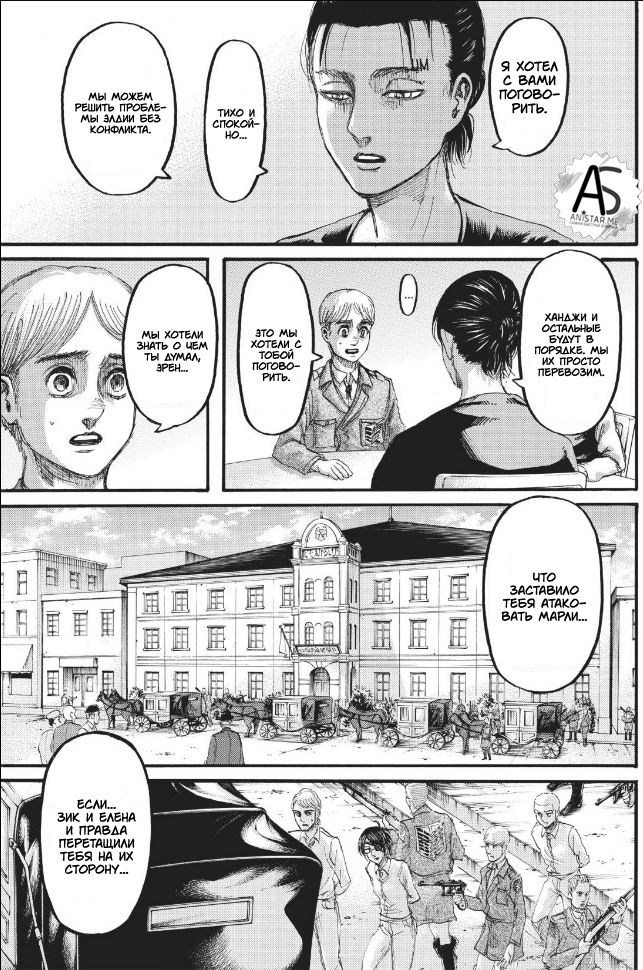 Я ХОТЕЛ
С ВАМИ
ПОГОВО-
РИТЬ.
ТИХО И
СПОКОЙ-
НО...
МЫ МОЖЕМ
РЕШИТЬ ПРОБЛЕ-
МЫ ЭЛДИИ БЕЗ
КОНФЛИКТА.
AS
ANISTAR.ME
ХАНДЖИ И
ОСТАЛЬНЫЕ
БУДУТ В
ПОРЯДКЕ. МЫ
ИХ ПРОСТО
ПЕРЕВОЗИМ.
...
ЭТО МЫ
ХОТЕЛИ С
ТОБОЙ
ПОГОВО-
РИТЬ.
МЫ ХОТЕЛИ
ЗНАТЬ О ЧЕМ
ТЫ ДУМАЛ,
ЭРЕН...
ЧТО
ЗАСТАВИЛО
ТЕБЯ АТАКО-
ВАТЬ МАРЛИ...
ЕСЛИ...
ЗИК И ЕЛЕНА
И ПРАВДА
ПЕРЕТАЩИЛИ
ТЕБЯ НА ИХ
СТОРОНУ...